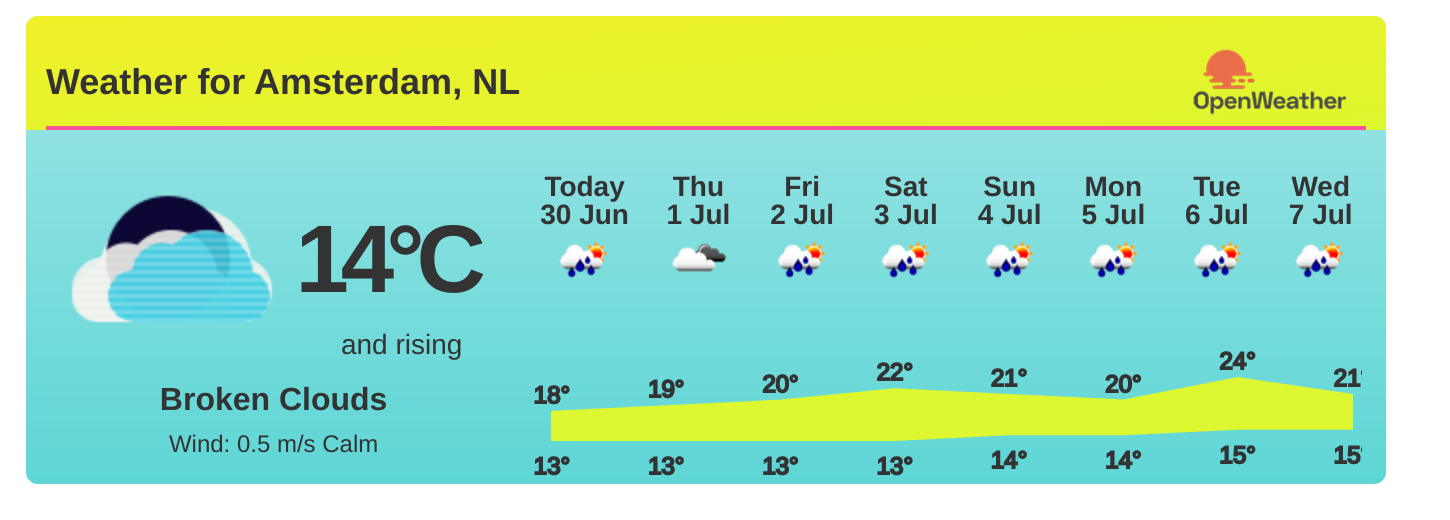 Weather for Amsterdam, NL
OpenWeather
14°C
and rising
Broken Clouds
Wind: 0.5 m/s Calm
Today Thu Fri Sat Sun Mon Tue Wed
30 Jun 1 Jul 2 Jul 3 Jul 4 Jul 5 Jul 6 Jul 7 Jul
18° 19° 20° 22° 21° 20° 24° 21°
13° 13° 13° 13° 14° 14° 15° 15°